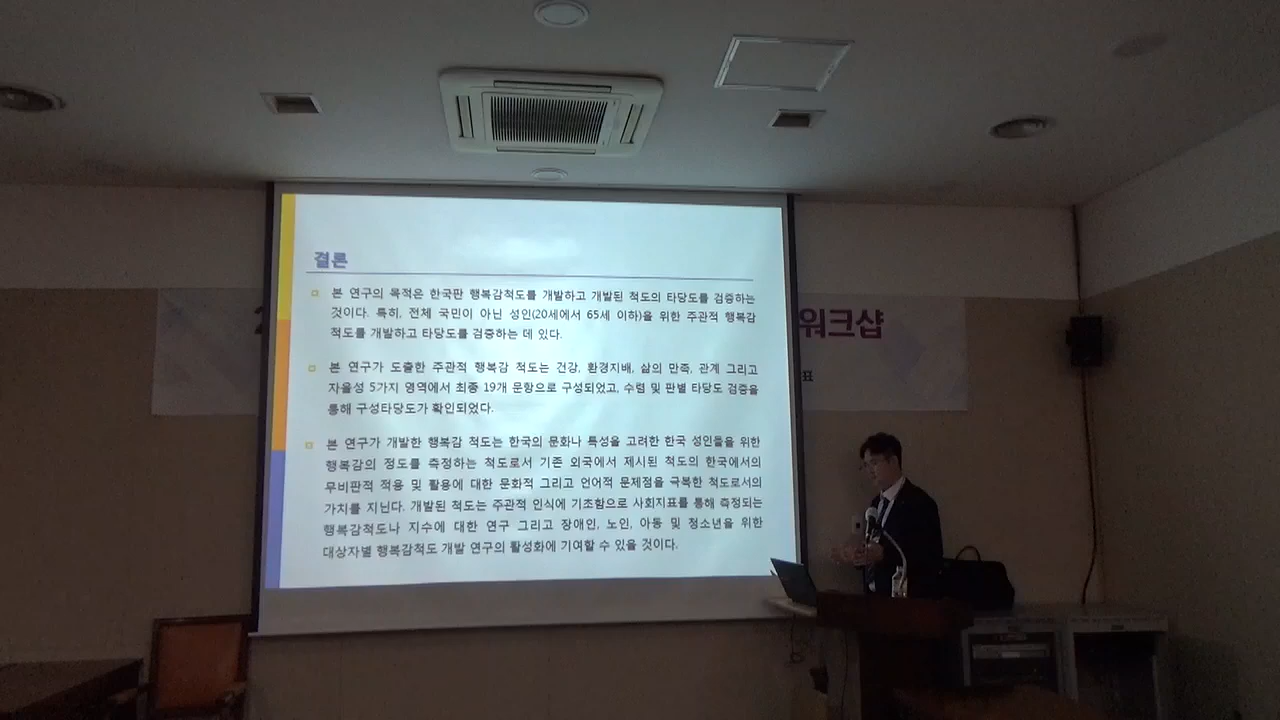 결론
본 연구의 목적은 한국판 행복감척도를 개발하고 개발된 척도의 타당도를 검증하는
것이다. 특히, 전체 국민이 아닌 성인(20세에서 65세 이하)을 위한 주관적 행복감
척도를 개발하고 타당도를 검증하는 데 있다.
본 연구가 도출한 주관적 행복감 척도는 건강, 환경지배, 삶의 만족, 관계 그리고
자율성 5가지 영역에서 최종 19개 문항으로 구성되었고, 수렴 및 판별 타당도 검증을
통해 구성타당도가 확인되었다.
본 연구가 개발한 행복감 척도는 한국의 문화나 특성을 고려한 한국 성인들을 위한
행복감의 정도를 측정하는 척도로서 기존 외국에서 제시된 척도의 한국에서의
무비판적 적용 및 활용에 대한 문화적 그리고 언어적 문제점을 극복한 척도로서의
가치를 지닌다. 개발된 척도는 주관적 인식에 기초함으로 사회지표를 통해 측정되는
행복감척도나 지수에 대한 연구 그리고 장애인, 노인, 아동 및 청소년을 위한
대상자별 행복감척도 개발 연구의 활성화에 기여할 수 있을 것이다.
워크샵
표